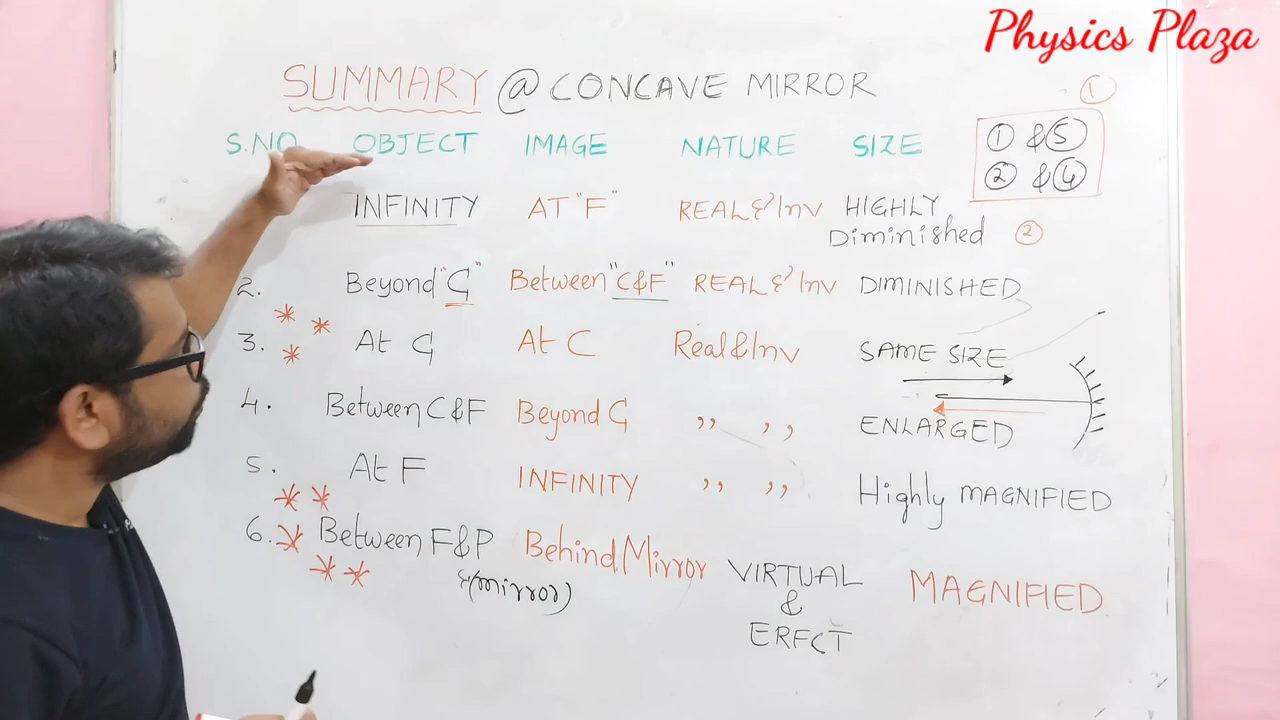 Physics Plaza
SUMMARY @ CONCAVE MIRROR
①
S.NO OBJECT IMAGE NATURE SIZE
① & ⑤
② & ④
INFINITY AT "F" REAL & Inv HIGHLY
Diminished ②
2. Beyond "C" Between "C&F" REAL & Inv DIMINISHED
3. At C At C Real & Inv SAME SIZE
4. Between C & F Beyond C ,, ,, ENLARGED
5. At F INFINITY ,, ,, Highly MAGNIFIED
6. Between F & P Behind Mirror VIRTUAL MAGNIFIED
(mirror) &
ERECT